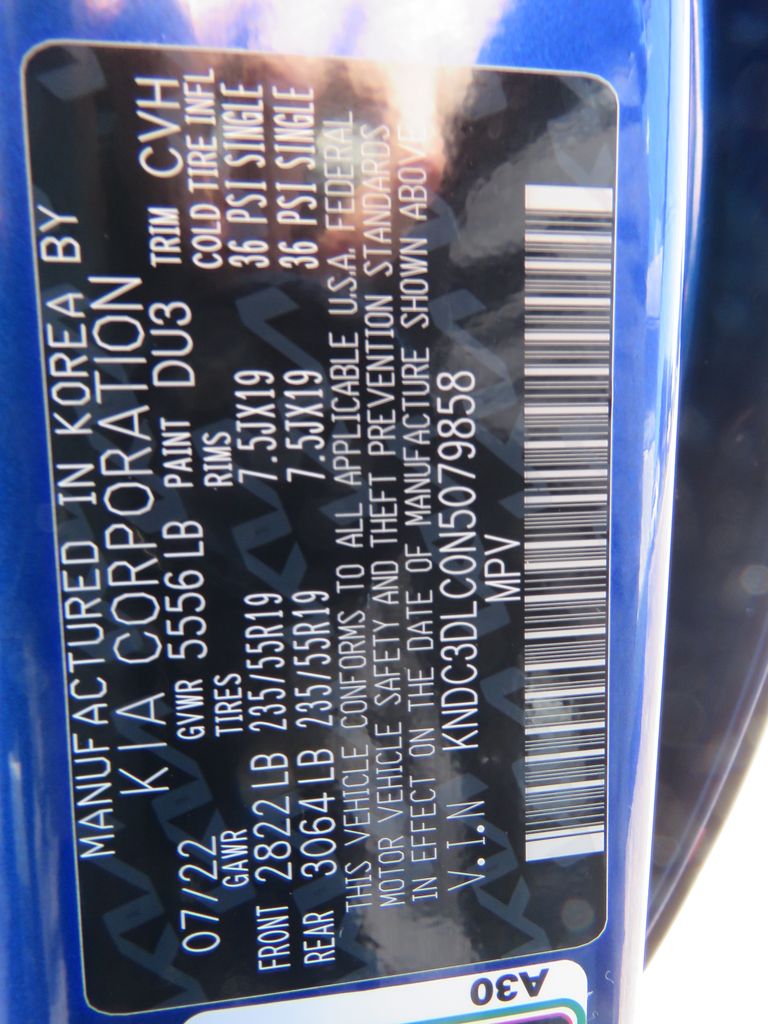 MANUFACTURED IN KOREA BY
KIA CORPORATION
07/22 GVWR 5556 LB PAINT DU3 TRIM CVH
GAWR TIRES RIMS COLD TIRE INFL
FRONT 2822 LB 235/55R19 7.5JX19 36 PSI SINGLE
REAR 3064 LB 235/55R19 7.5JX19 36 PSI SINGLE
THIS VEHICLE CONFORMS TO ALL APPLICABLE U.S.A. FEDERAL
MOTOR VEHICLE SAFETY AND THEFT PREVENTION STANDARDS
IN EFFECT ON THE DATE OF MANUFACTURE SHOWN ABOVE
V.I.N KNDC3DLC0N5079858
MPV
A30